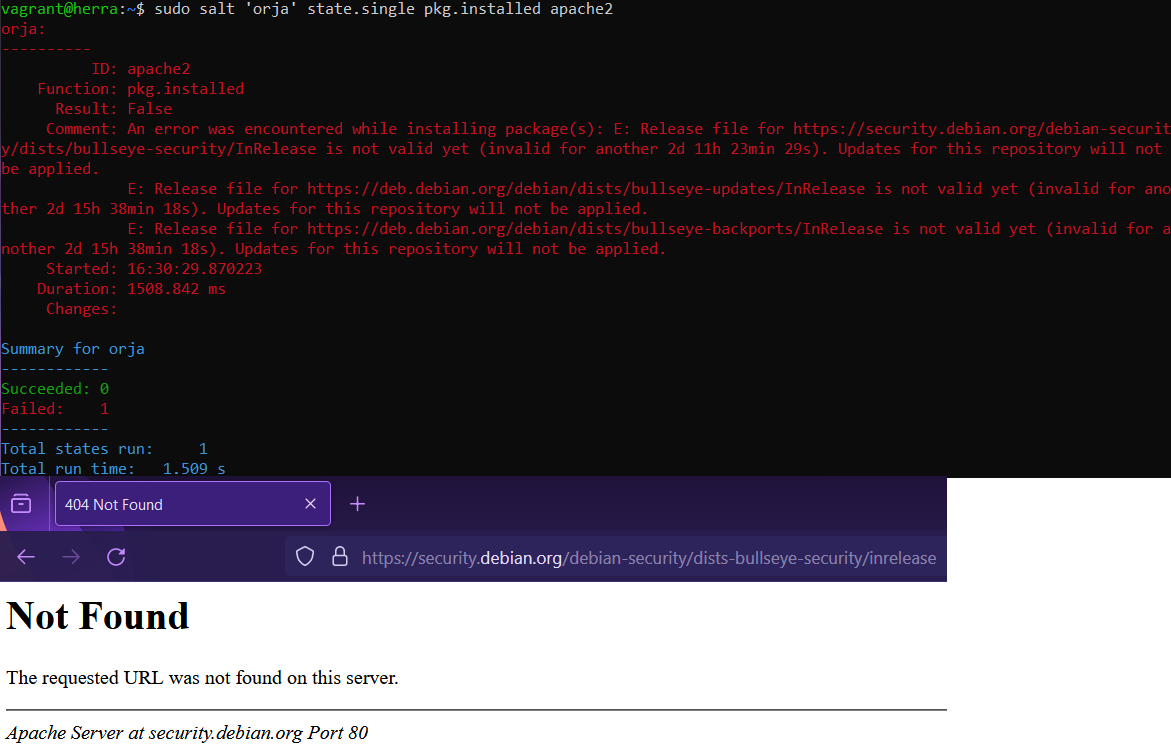 vagrant@herra:~$ sudo salt 'orja' state.single pkg.installed apache2
orja:
----------
          ID: apache2
    Function: pkg.installed
      Result: False
     Comment: An error was encountered while installing package(s): E: Release file for https://security.debian.org/debian-securit
y/dists/bullseye-security/InRelease is not valid yet (invalid for another 2d 11h 23min 29s). Updates for this repository will not
be applied.
              E: Release file for https://deb.debian.org/debian/dists/bullseye-updates/InRelease is not valid yet (invalid for ano
ther 2d 15h 38min 18s). Updates for this repository will not be applied.
              E: Release file for https://deb.debian.org/debian/dists/bullseye-backports/InRelease is not valid yet (invalid for a
nother 2d 15h 38min 18s). Updates for this repository will not be applied.
     Started: 16:30:29.870223
    Duration: 1508.842 ms
     Changes:
Summary for orja
------------
Succeeded: 0
Failed:    1
------------
Total states run:     1
Total run time:   1.509 s
404 Not Found
https://security.debian.org/debian-security/dists-bullseye-security/inrelease
Not Found
The requested URL was not found on this server.
Apache Server at security.debian.org Port 80